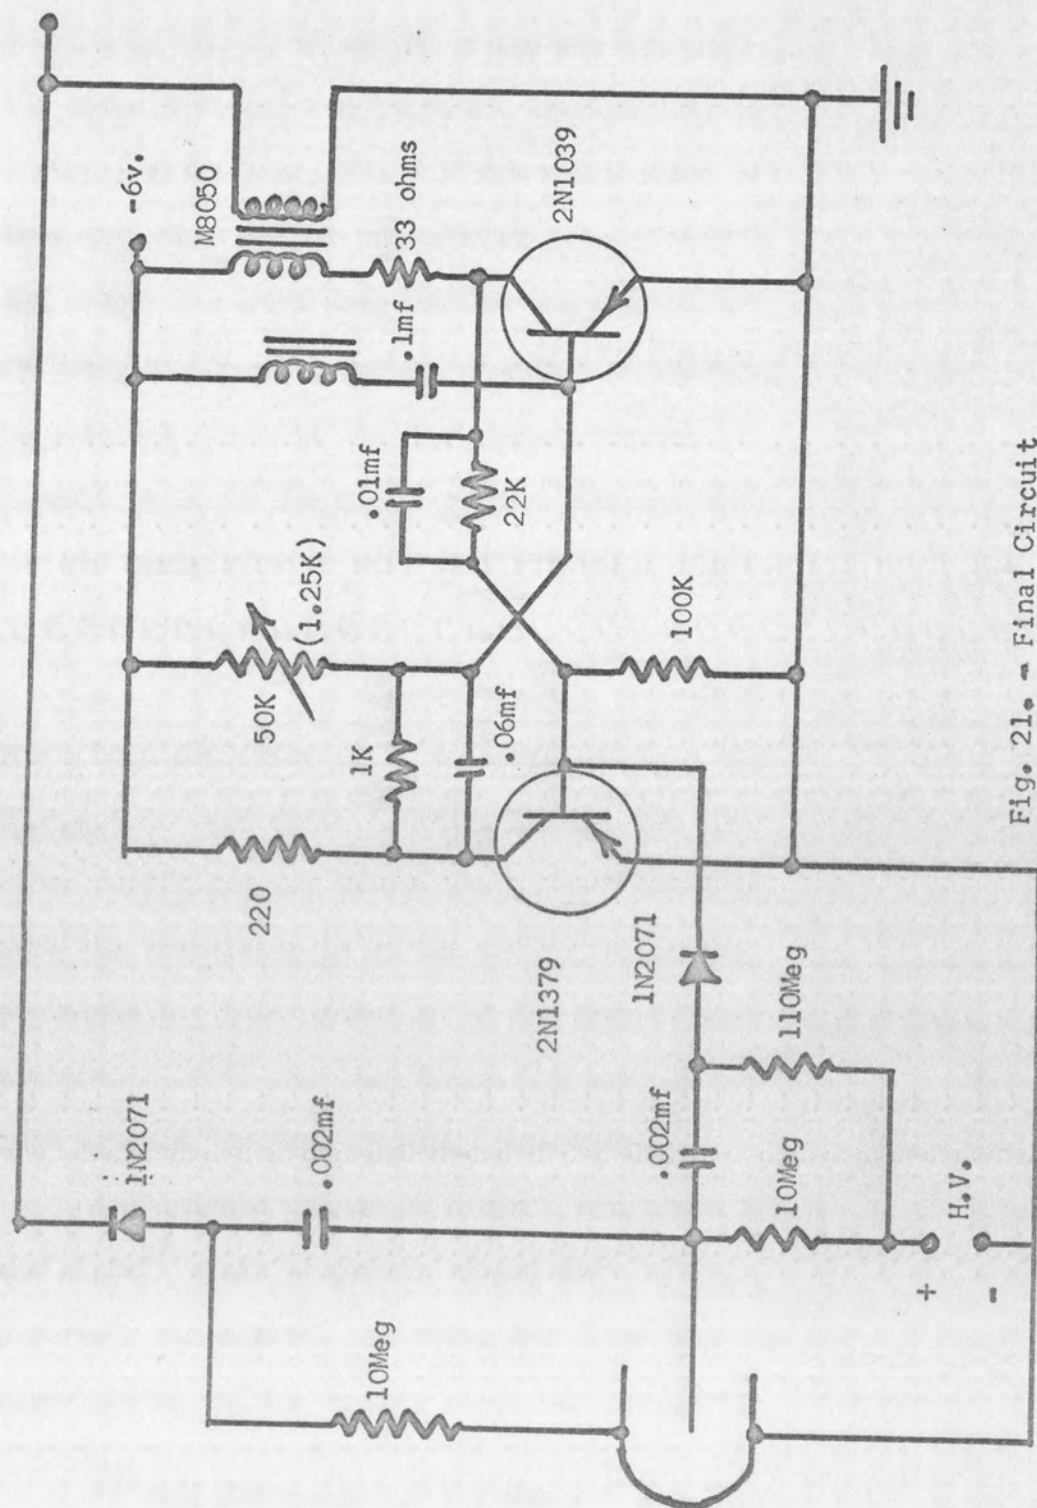 -6v.
M8050
33 ohms
2N1039
.1mf
.01mf
22K
(1.25K)
50K
100K
1K
.06mf
220
2N1379
1N2071
110Meg
1N2071
.002mf
.002mf
10Meg
H.V.
+
-
10Meg
Fig. 21. - Final Circuit